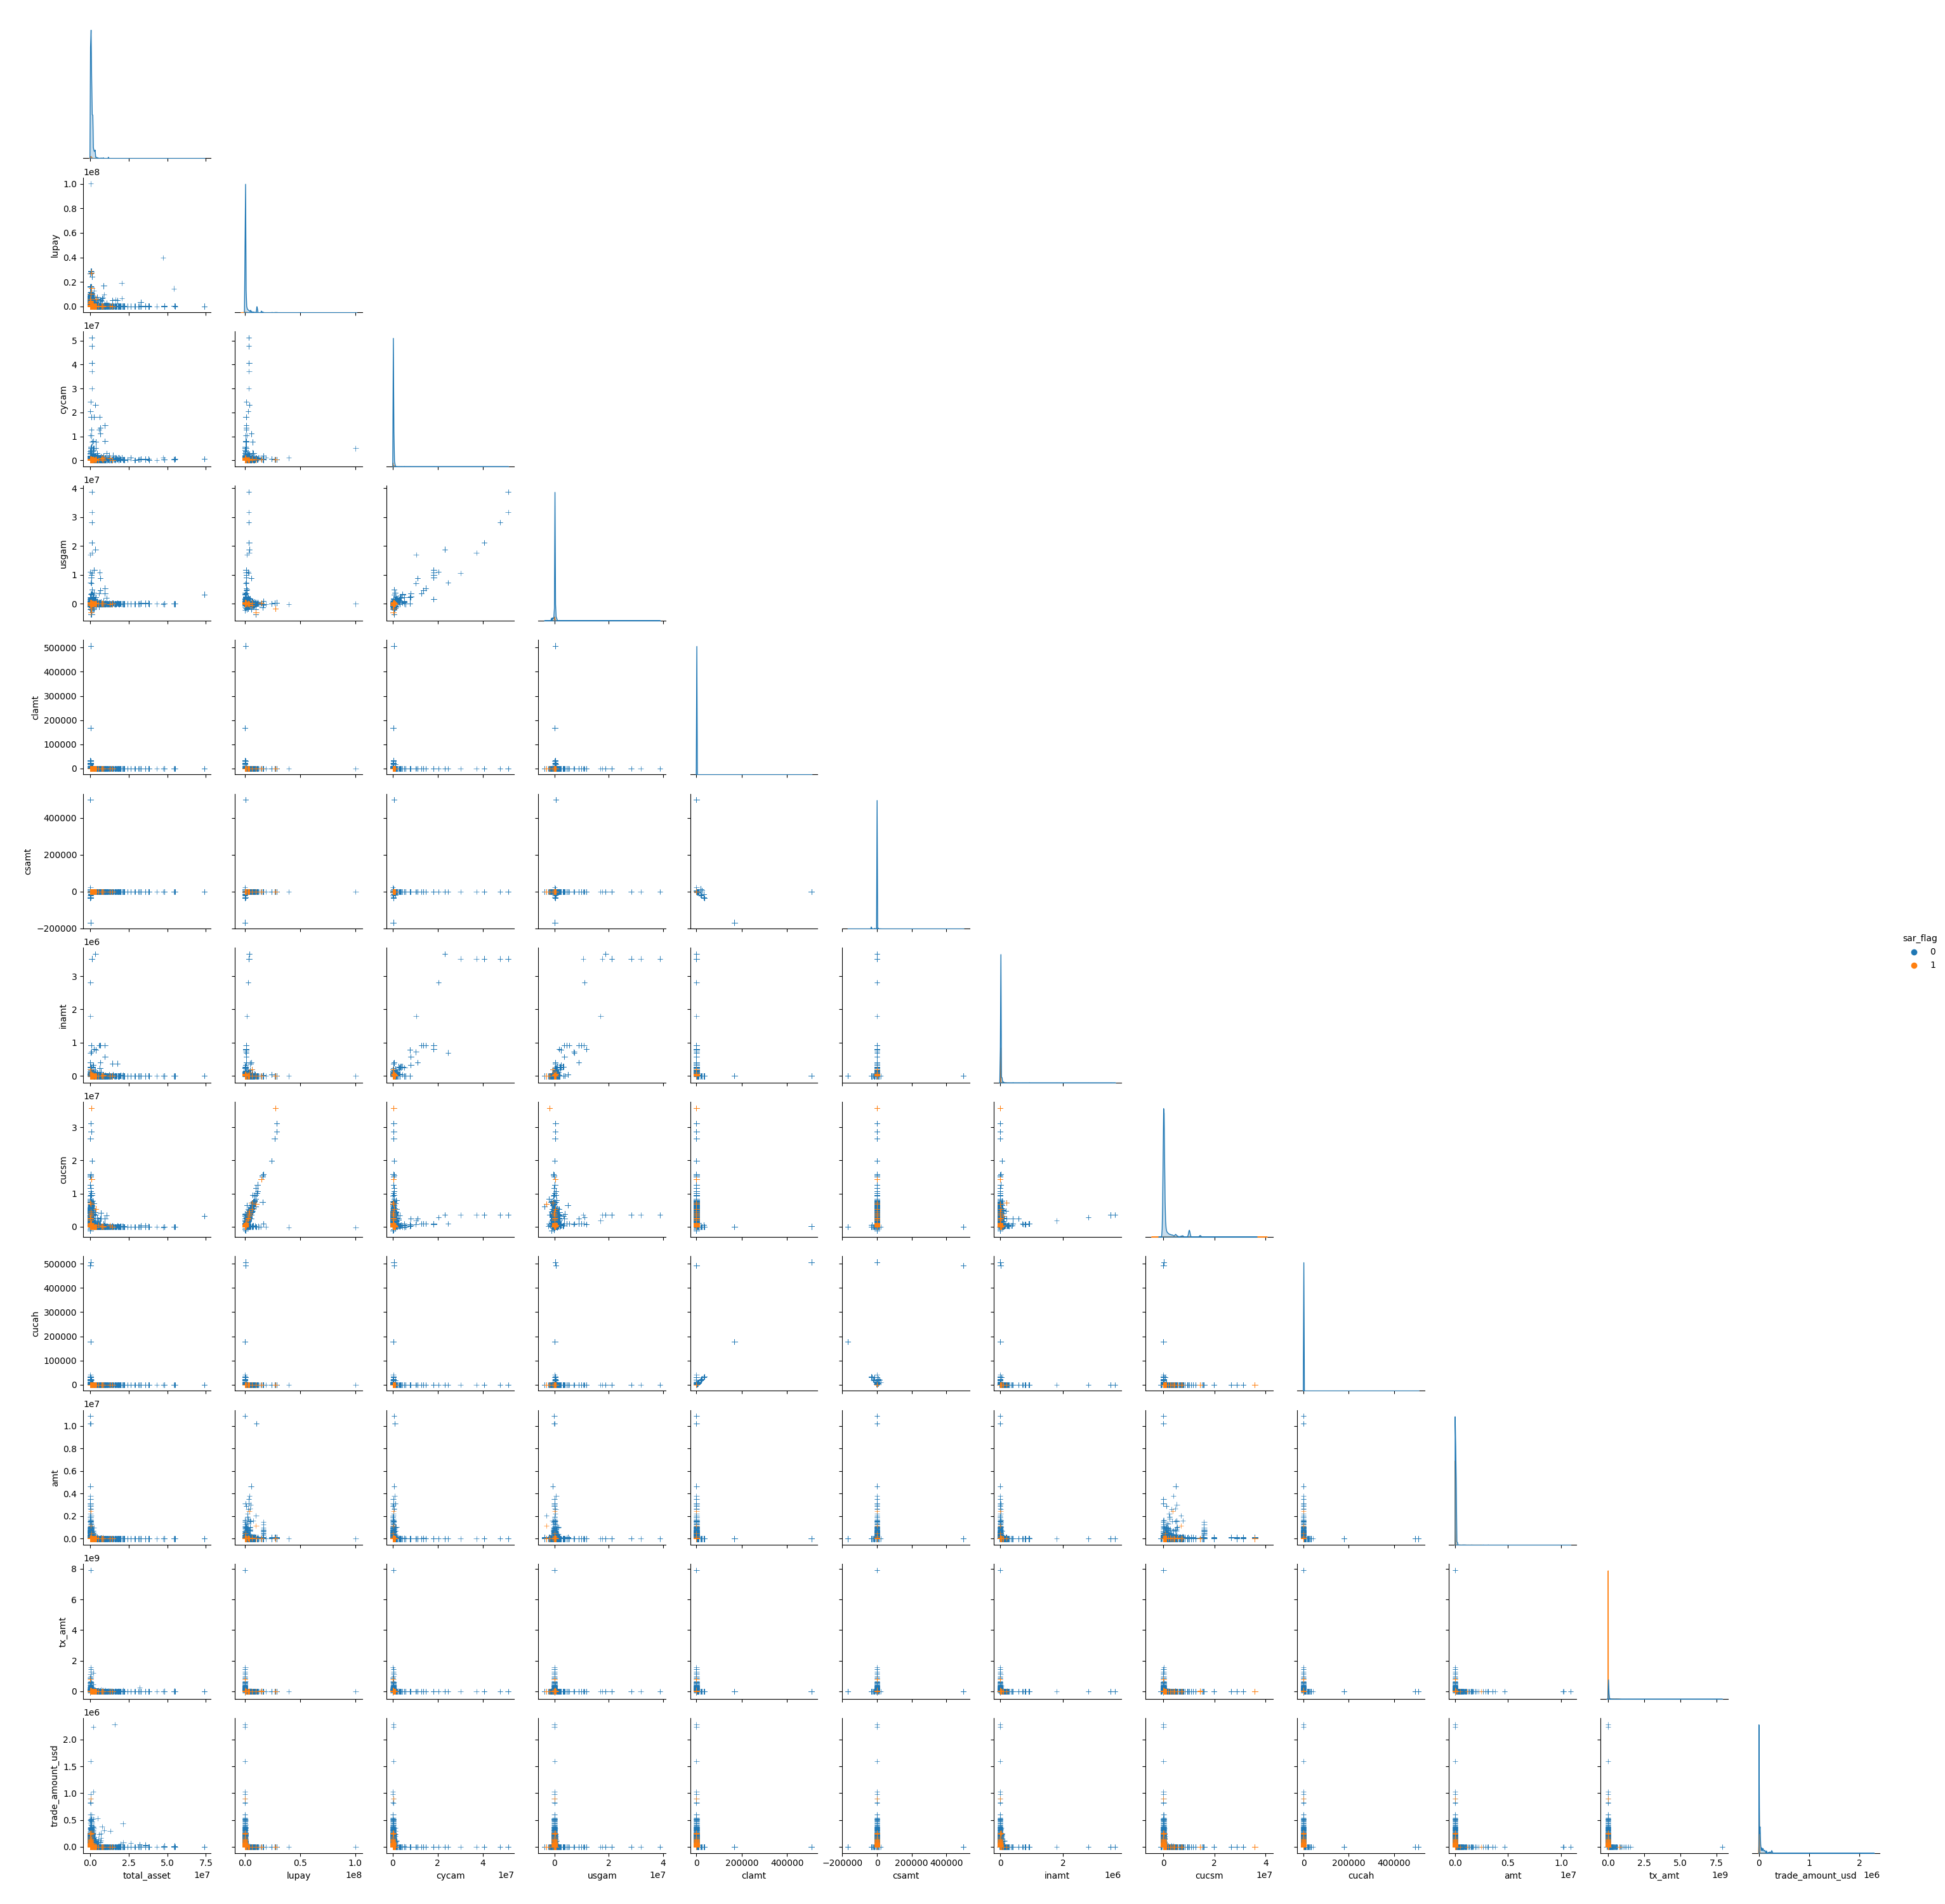 1e8
1.0
0.8
0.6
0.4
0.2
0.0
lupay
1e7
5
4
3
2
1
0
cycam
1e7
4
3
2
1
0
usgam
500000
400000
300000
200000
100000
0
clamt
400000
200000
0
−200000
csamt
1e6
3
2
1
0
inamt
sar_flag
0
1
1e7
3
2
1
0
cucsm
500000
400000
300000
200000
100000
0
cucah
1e7
1.0
0.8
0.6
0.4
0.2
0.0
amt
1e9
8
6
4
2
0
tx_amt
1e6
2.0
1.5
1.0
0.5
0.0
trade_amount_usd
0.0 2.5 5.0 7.5 0.0 0.5 1.0 0 2 4 0 2 4 0 200000 400000 −200000 0 200000 400000 0 2 0 2 4 0 200000 400000 0.0 0.5 1.0 0.0 2.5 5.0 7.5 0 1 2
total_asset 1e7 lupay 1e8 cycam 1e7 usgam 1e7 clamt csamt inamt 1e6 cucsm 1e7 cucah amt 1e7 tx_amt 1e9 trade_amount_usd 1e6